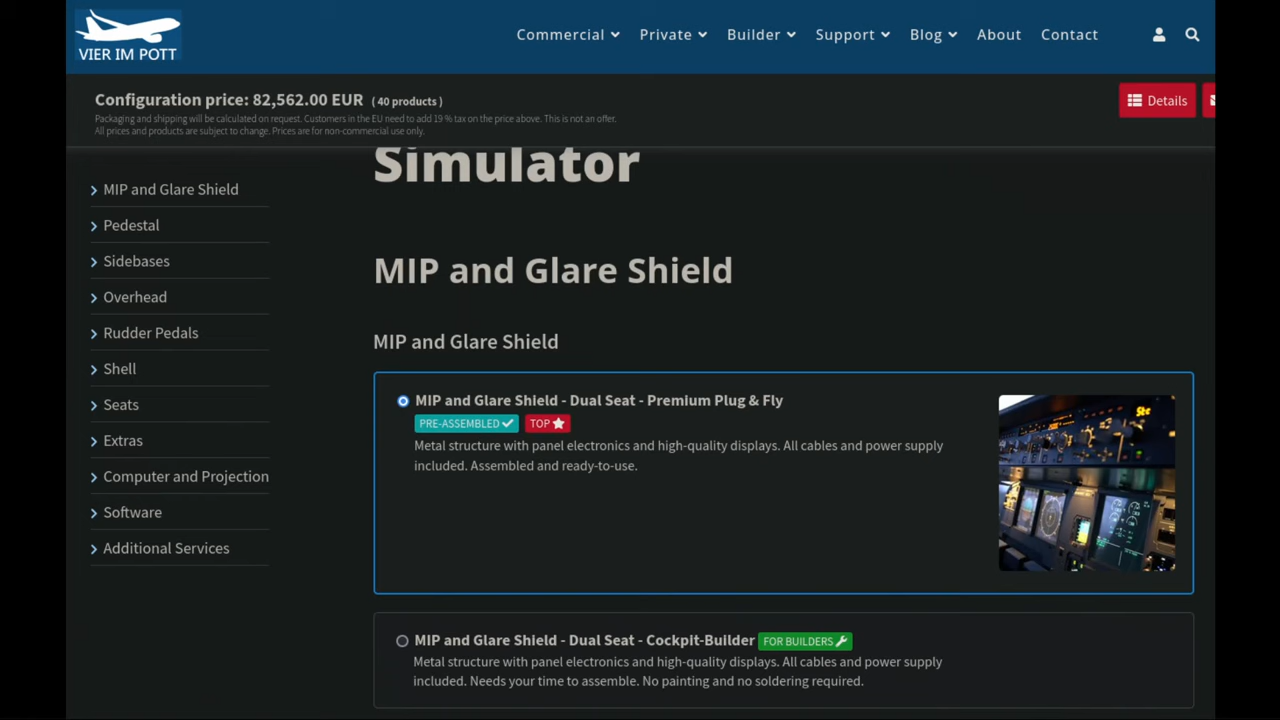 VIER IM POTT
Commercial Private Builder Support Blog About Contact
Configuration price: 82,562.00 EUR ( 40 products )
Packaging and shipping will be calculated on request. Customers in the EU need to add 19 % tax on the price above. This is not an offer.
All prices and products are subject to change. Prices are for non-commercial use only.
Details
Simulator
MIP and Glare Shield
Pedestal
Sidebases
Overhead
Rudder Pedals
Shell
Seats
Extras
Computer and Projection
Software
Additional Services
MIP and Glare Shield
MIP and Glare Shield
MIP and Glare Shield - Dual Seat - Premium Plug & Fly
PRE-ASSEMBLED TOP
Metal structure with panel electronics and high-quality displays. All cables and power supply
included. Assembled and ready-to-use.
MIP and Glare Shield - Dual Seat - Cockpit-Builder FOR BUILDERS
Metal structure with panel electronics and high-quality displays. All cables and power supply
included. Needs your time to assemble. No painting and no soldering required.